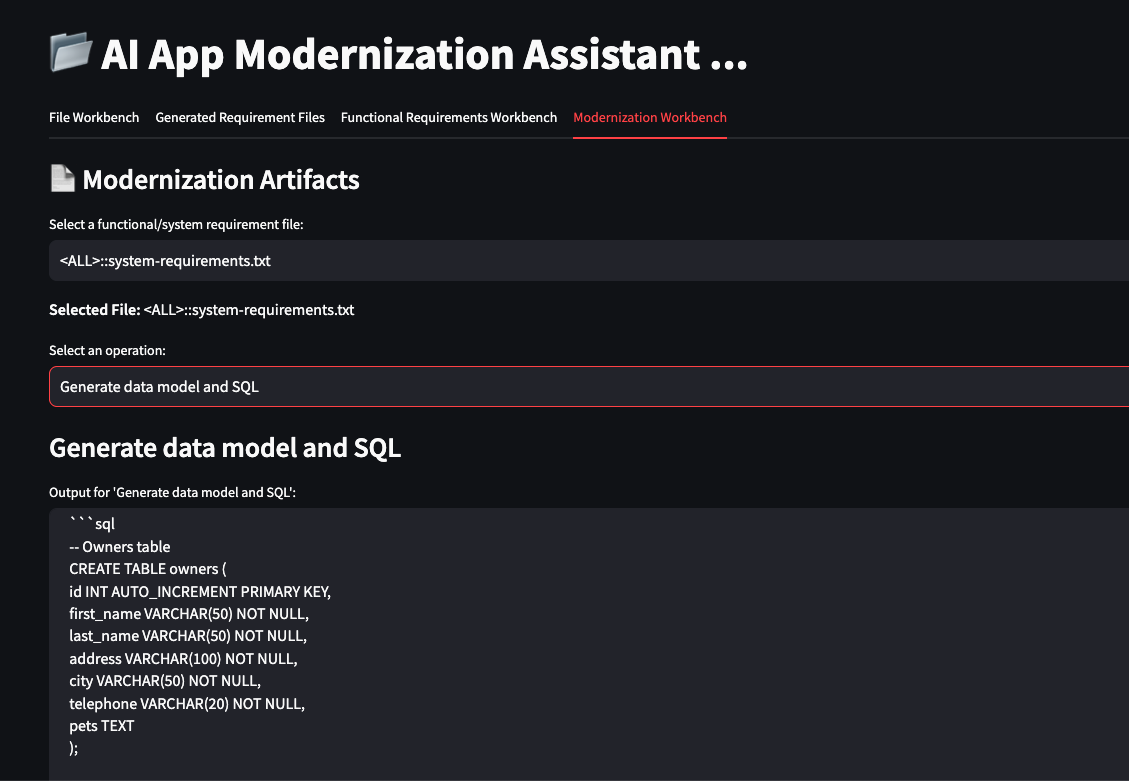 AI App Modernization Assistant ...
File Workbench Generated Requirement Files Functional Requirements Workbench Modernization Workbench
Modernization Artifacts
Select a functional/system requirement file:
<ALL>::system-requirements.txt
Selected File: <ALL>::system-requirements.txt
Select an operation:
Generate data model and SQL
Generate data model and SQL
Output for 'Generate data model and SQL':
```sql
-- Owners table
CREATE TABLE owners (
id INT AUTO_INCREMENT PRIMARY KEY,
first_name VARCHAR(50) NOT NULL,
last_name VARCHAR(50) NOT NULL,
address VARCHAR(100) NOT NULL,
city VARCHAR(50) NOT NULL,
telephone VARCHAR(20) NOT NULL,
pets TEXT
);